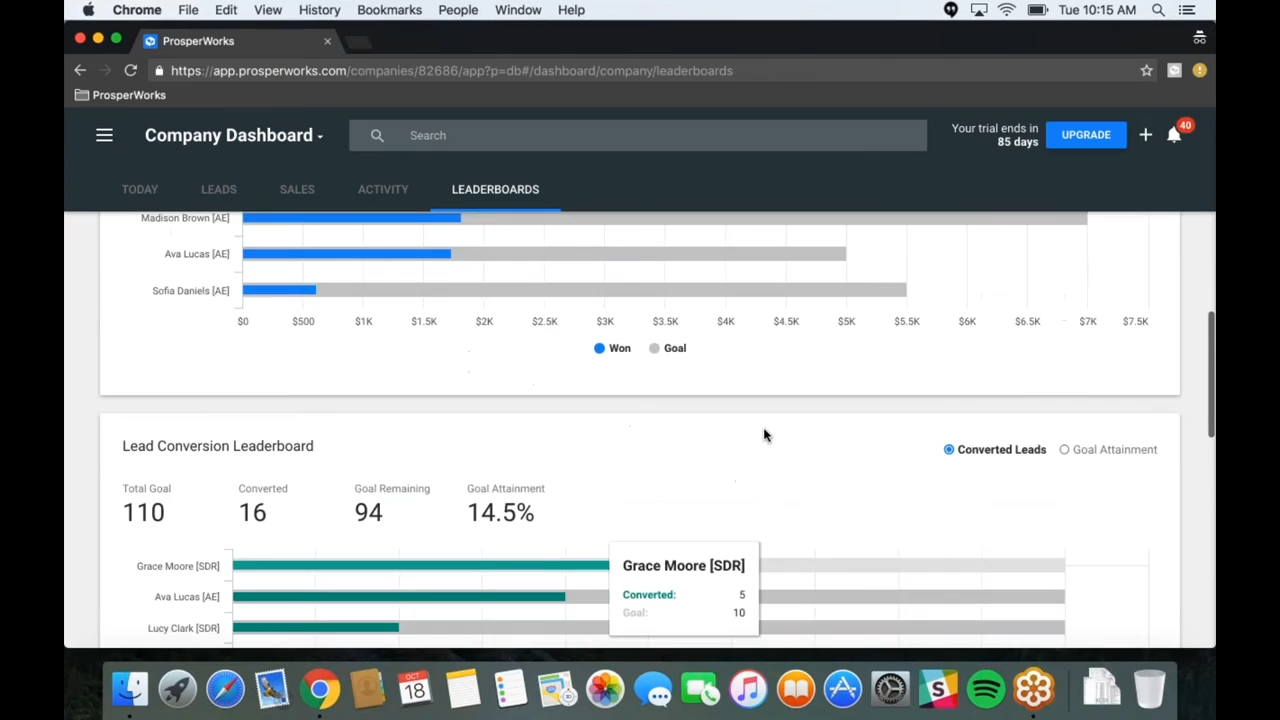 Chrome File Edit View History Bookmarks People Window Help Tue 10:15 AM
ProsperWorks
https://app.prosperworks.com/companies/82686/app?p=db#/dashboard/company/leaderboards
ProsperWorks
Company Dashboard
Search
Your trial ends in
85 days
UPGRADE
40
TODAY LEADS SALES ACTIVITY LEADERBOARDS
Madison Brown [AE]
Ava Lucas [AE]
Sofia Daniels [AE]
$0 $500 $1K $1.5K $2K $2.5K $3K $3.5K $4K $4.5K $5K $5.5K $6K $6.5K $7K $7.5K
Won Goal
Lead Conversion Leaderboard
Converted Leads Goal Attainment
Total Goal Converted Goal Remaining Goal Attainment
110 16 94 14.5%
Grace Moore [SDR]
Ava Lucas [AE]
Lucy Clark [SDR]
Grace Moore [SDR]
Converted: 5
Goal: 10
OCT
18